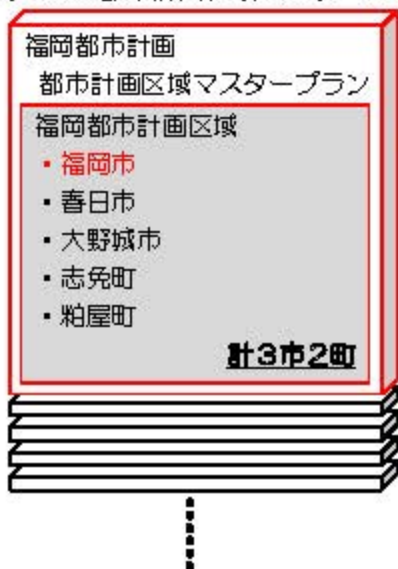 福岡都市計画
都市計画区域マスタープラン
福岡都市計画区域
・福岡市
・春日市
・大野城市
・志免町
・粕屋町
計3市2町